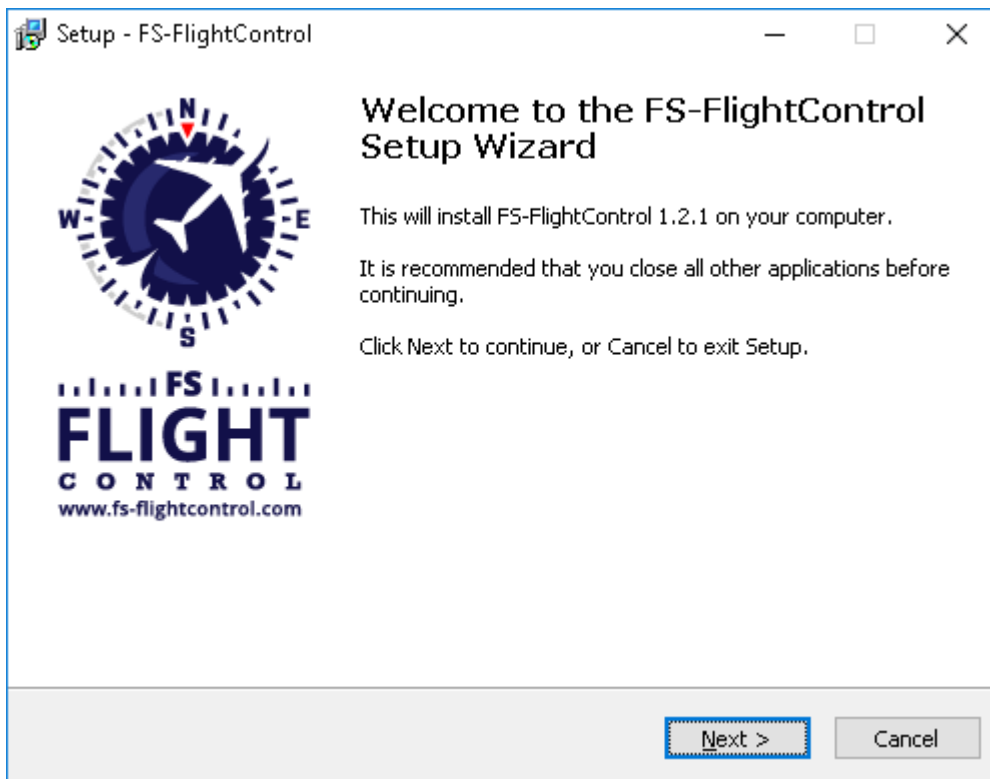 Setup - FS-FlightControl
N
W
E
S
FS
FLIGHT
CONTROL
www.fs-flightcontrol.com
Welcome to the FS-FlightControl
Setup Wizard
This will install FS-FlightControl 1.2.1 on your computer.
It is recommended that you close all other applications before
continuing.
Click Next to continue, or Cancel to exit Setup.
Next >
Cancel